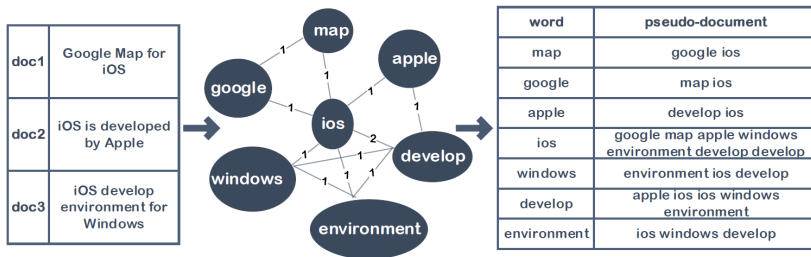 doc1
Google Map for
iOS
doc2
iOS is developed
by Apple
doc3
iOS develop
environment for
Windows
map
apple
google
ios
windows
develop
environment
1
1
1
1
1
2
1
1
1
1
1
word
pseudo-document
map
google ios
google
map ios
apple
develop ios
ios
google map apple windows
environment develop develop
windows
environment ios develop
develop
apple ios ios windows
environment
environment
ios windows develop